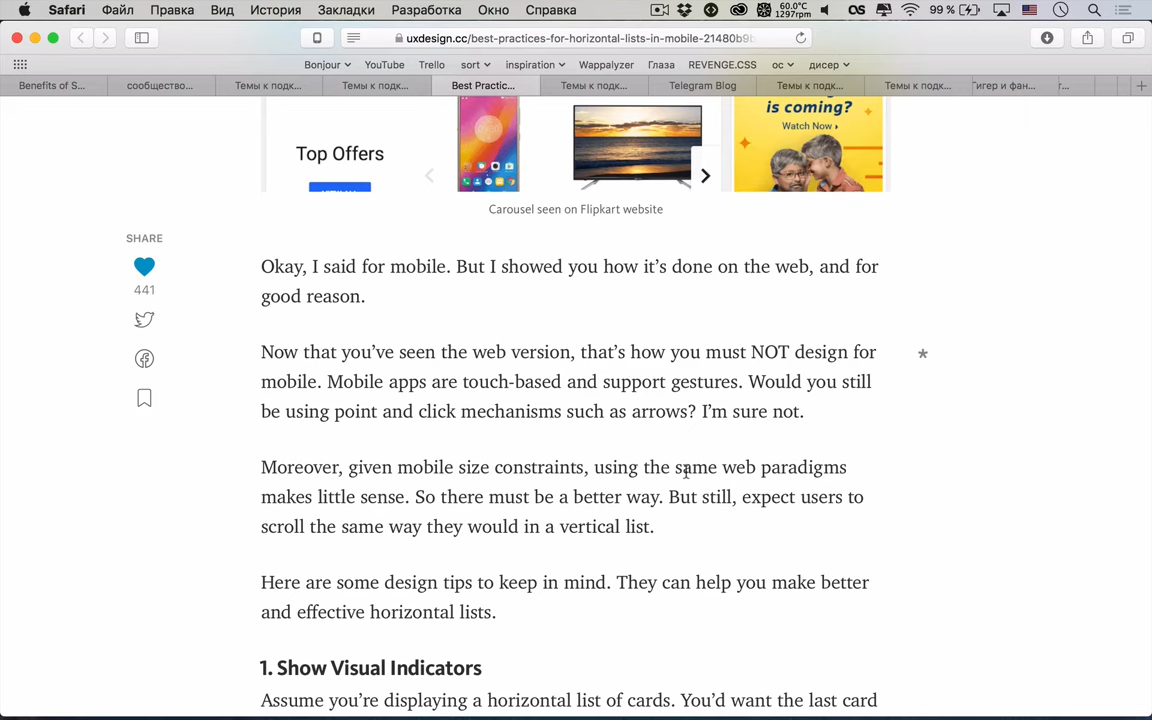 Safari Файл Правка Вид История Закладки Разработка Окно Справка 60.0°C 1297rpm OS 99 %
uxdesign.cc/best-practices-for-horizontal-lists-in-mobile-21480b9b
Bonjour YouTube Trello sort inspiration Wappalyzer Глаза REVENGE.CSS ос дисер
Benefits of S... сообщество... Темы к подк... Темы к подк... Best Practic... Темы к подк... Telegram Blog Темы к подк... Темы к подк... Гигер и фан...
is coming?
Watch Now
Top Offers
Carousel seen on Flipkart website
SHARE
441
Okay, I said for mobile. But I showed you how it’s done on the web, and for
good reason.
Now that you’ve seen the web version, that’s how you must NOT design for
mobile. Mobile apps are touch-based and support gestures. Would you still
be using point and click mechanisms such as arrows? I’m sure not.
*
Moreover, given mobile size constraints, using the same web paradigms
makes little sense. So there must be a better way. But still, expect users to
scroll the same way they would in a vertical list.
Here are some design tips to keep in mind. They can help you make better
and effective horizontal lists.
1. Show Visual Indicators
Assume you’re displaying a horizontal list of cards. You’d want the last card